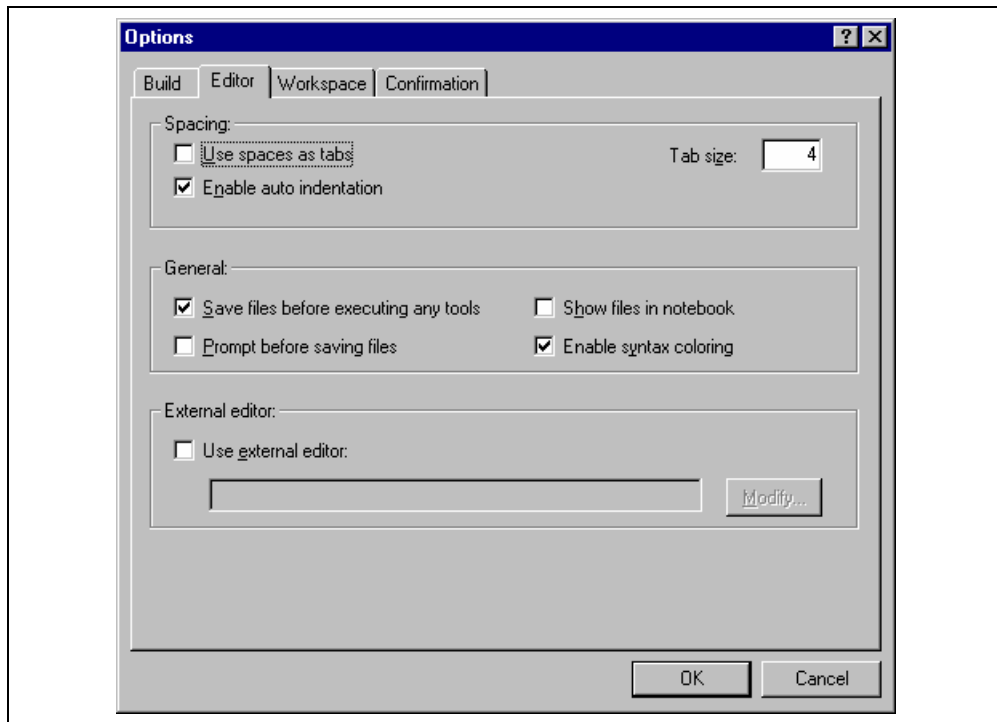 Options
Build Editor Workspace Confirmation
Spacing:
Use spaces as tabs Tab size: 4
Enable auto indentation
General:
Save files before executing any tools Show files in notebook
Prompt before saving files Enable syntax coloring
External editor:
Use external editor:
Modify...
OK Cancel